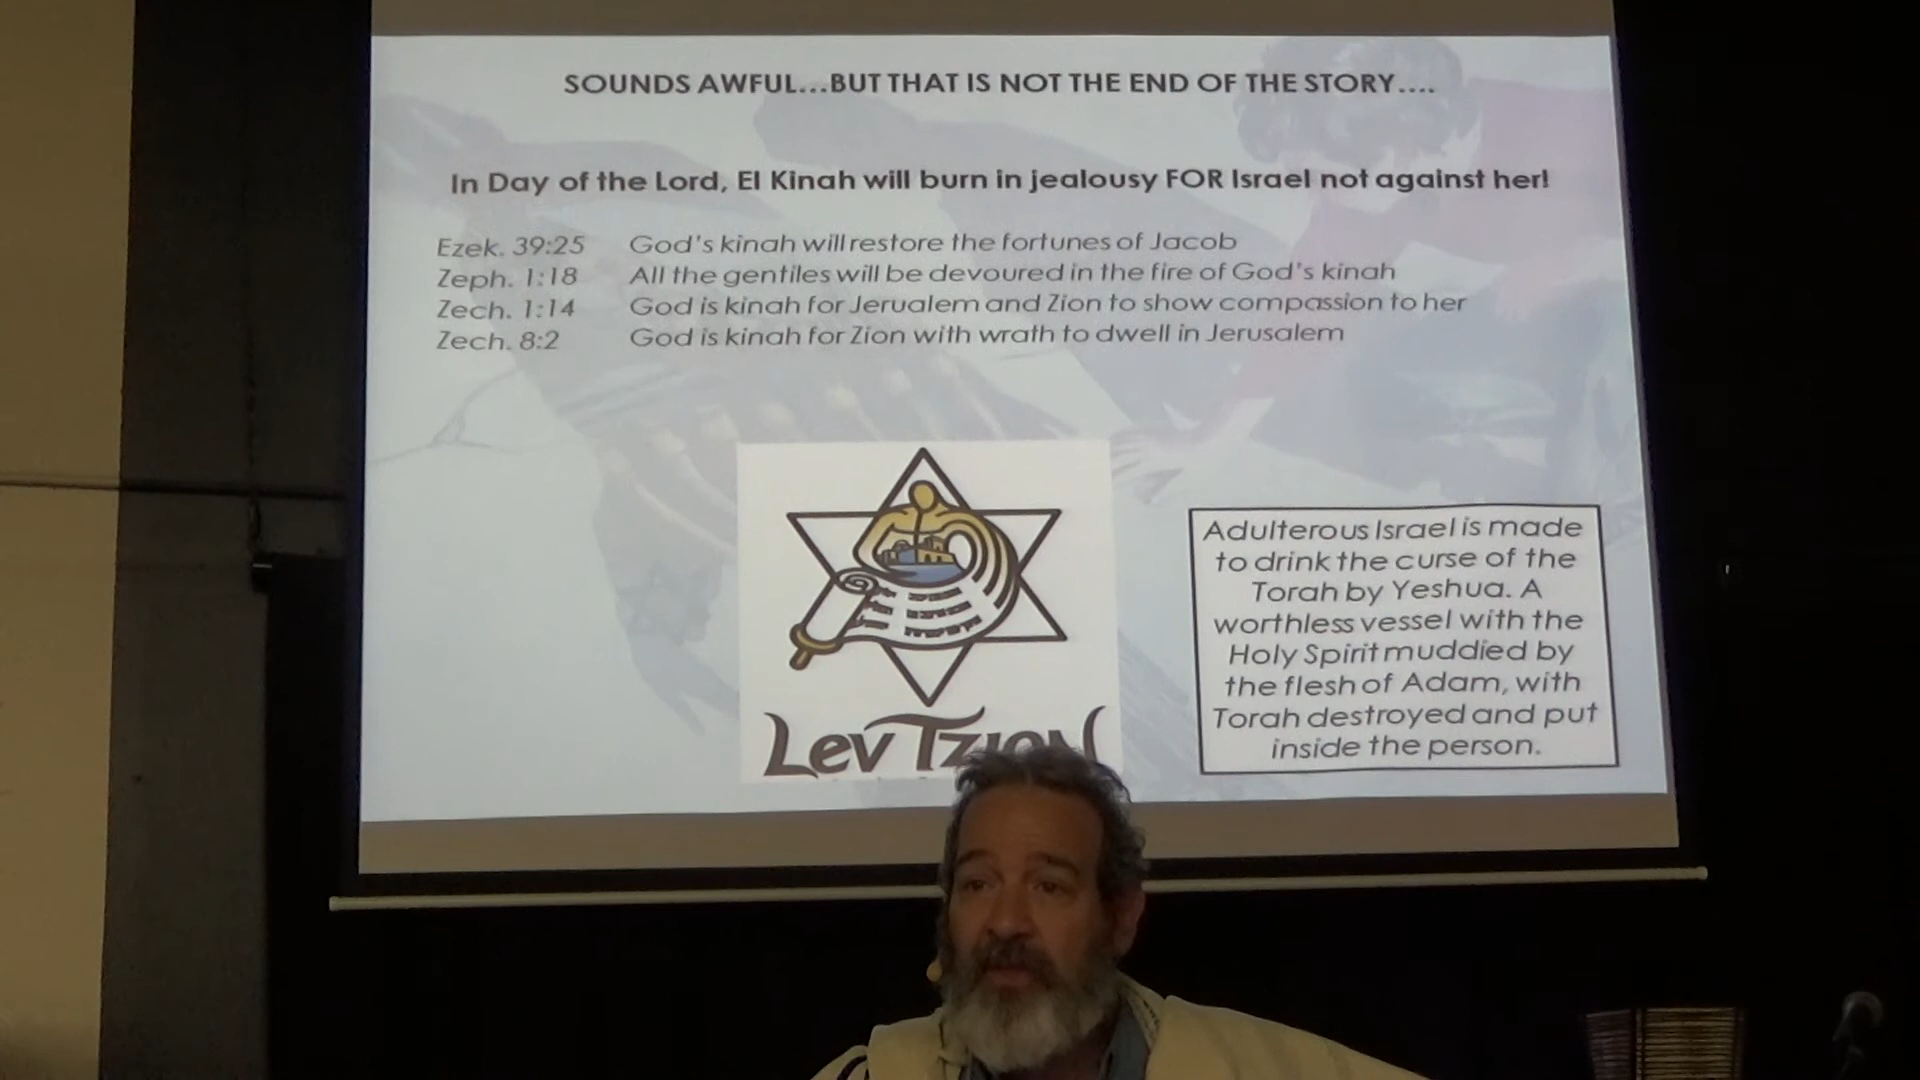 SOUNDS AWFUL...BUT THAT IS NOT THE END OF THE STORY....
In Day of the Lord, El Kinah will burn in jealousy FOR Israel not against her!
Ezek. 39:25 God's kinah will restore the fortunes of Jacob
Zeph. 1:18 All the gentiles will be devoured in the fire of God's kinah
Zech. 1:14 God is kinah for Jerualem and Zion to show compassion to her
Zech. 8:2 God is kinah for Zion with wrath to dwell in Jerusalem
Lev Tzion
Adulterous Israel is made
to drink the curse of the
Torah by Yeshua. A
worthless vessel with the
Holy Spirit muddied by
the flesh of Adam, with
Torah destroyed and put
inside the person.